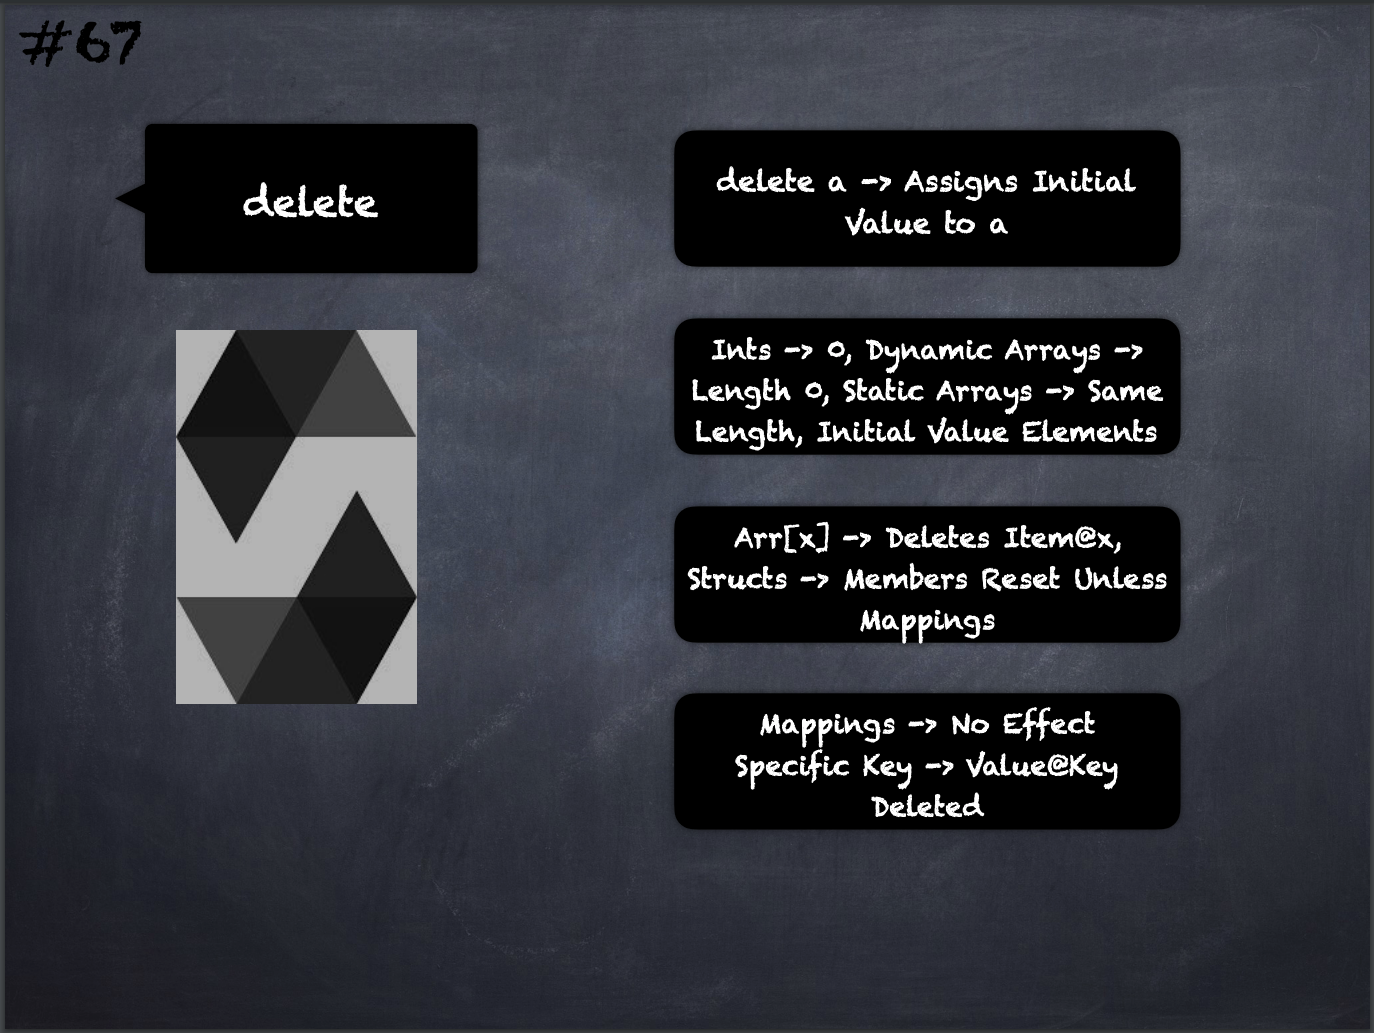 #67
delete
delete a -> Assigns Initial
Value to a
Ints -> 0, Dynamic Arrays ->
Length 0, Static Arrays -> Same
Length, Initial Value Elements
Arr[x] -> Deletes Item@x,
Structs -> Members Reset Unless
Mappings
Mappings -> No Effect
Specific Key -> Value@Key
Deleted